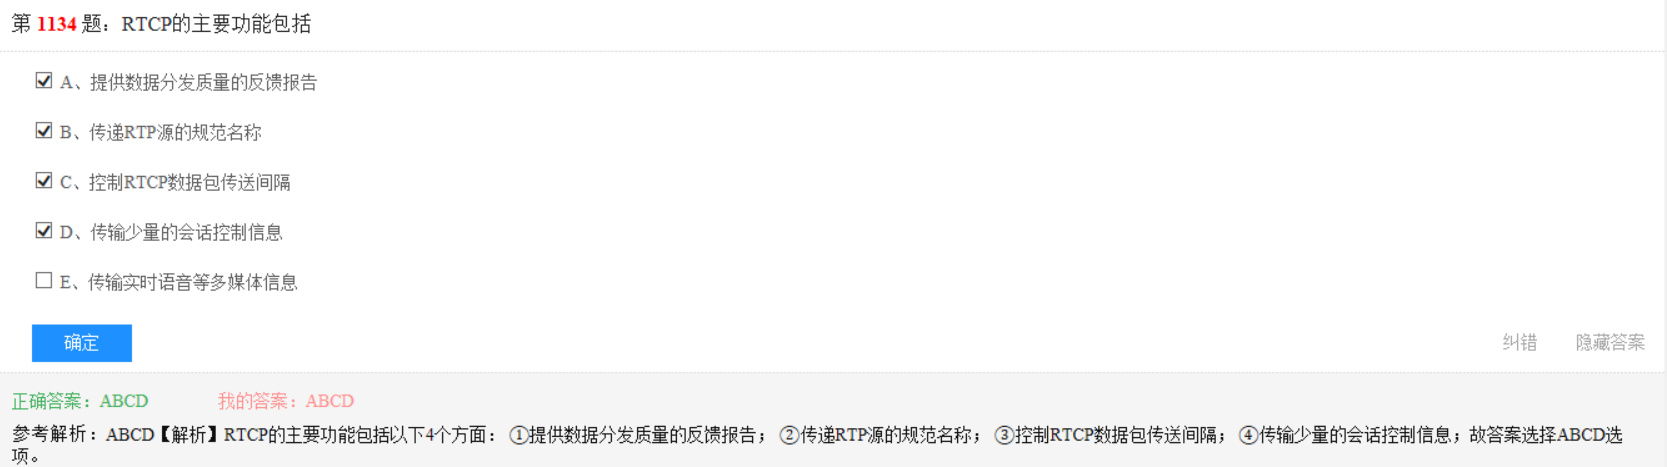 第 1134 题：RTCP的主要功能包括
A、提供数据分发质量的反馈报告
B、传递RTP源的规范名称
C、控制RTCP数据包传送间隔
D、传输少量的会话控制信息
E、传输实时语音等多媒体信息
确定 纠错 隐藏答案
正确答案：ABCD 我的答案：ABCD
参考解析：ABCD【解析】RTCP的主要功能包括以下4个方面：①提供数据分发质量的反馈报告；②传递RTP源的规范名称；③控制RTCP数据包传送间隔；④传输少量的会话控制信息；故答案选择ABCD选
项。